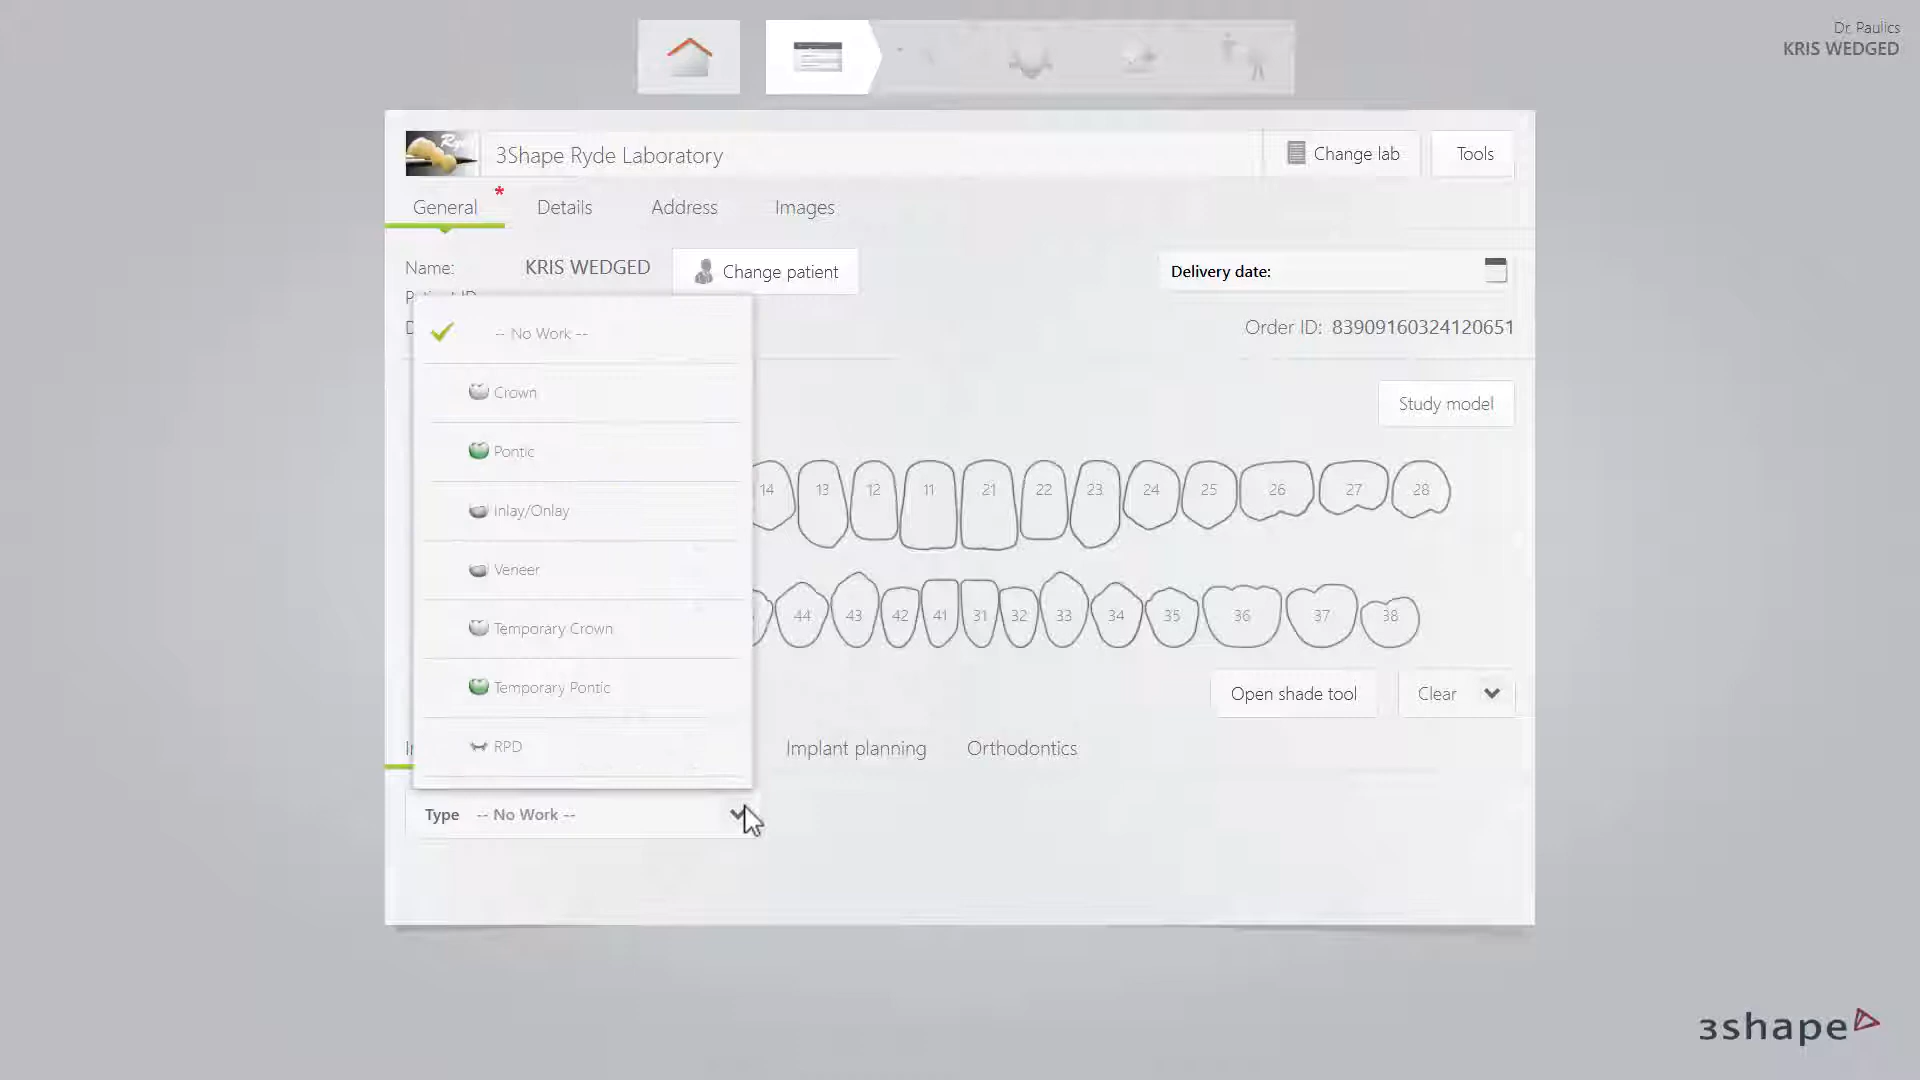 Dr. Paulics
KRIS WEDGED
3Shape Ryde Laboratory
Change lab
Tools
*
General
Details
Address
Images
Name:
KRIS WEDGED
Change patient
Delivery date:
Order ID: 83909160324120651
-- No Work --
Crown
Pontic
Inlay/Onlay
Veneer
Temporary Crown
Temporary Pontic
RPD
Study model
14 13 12 11 21 22 23 24 25 26 27 28
44 43 42 41 31 32 33 34 35 36 37 38
Open shade tool
Clear
Implant planning
Orthodontics
Type -- No Work --
3shape